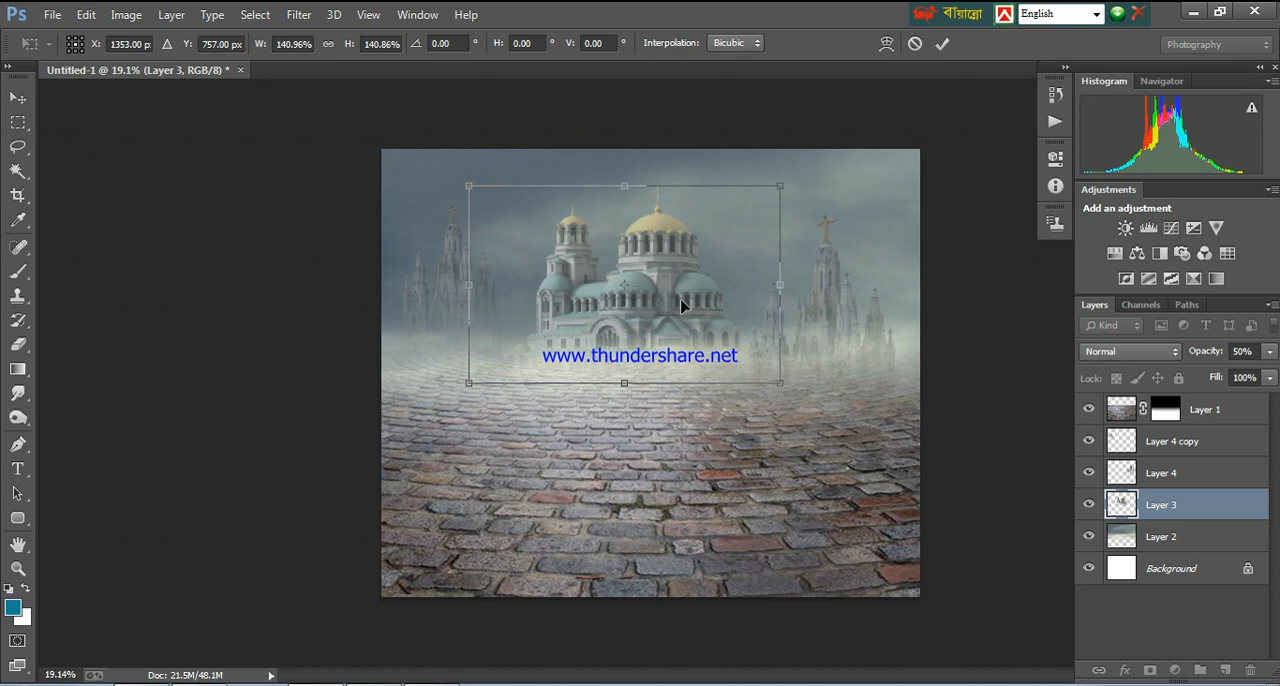 Ps File Edit Image Layer Type Select Filter 3D View Window Help
বায়ান্নো English
X: 1353.00 p: Y: 757.00 px W: 140.96% H: 140.86% 0.00 ° H: 0.00 ° V: 0.00 ° Interpolation: Bicubic Photography
Untitled-1 @ 19.1% (Layer 3, RGB/8) * ×
Histogram Navigator
Adjustments
Add an adjustment
Layers Channels Paths
Kind
Normal Opacity: 50%
Lock: Fill: 100%
Layer 1
Layer 4 copy
Layer 4
Layer 3
Layer 2
Background
www.thundershare.net
19.14% Doc: 21.5M/48.1M